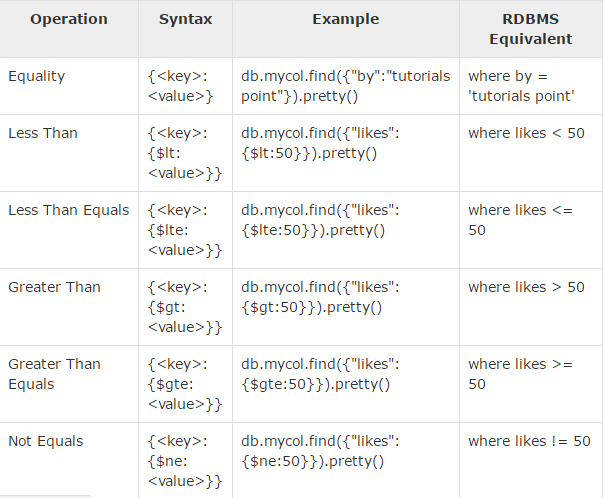 Operation Syntax Example RDBMS
Equivalent
Equality {<key>: db.mycol.find({"by":"tutorials where by =
<value>} point"}).pretty() 'tutorials point'
Less Than {<key>: db.mycol.find({"likes": where likes < 50
{$lt: {$lt:50}}).pretty()
<value>}}
Less Than Equals {<key>: db.mycol.find({"likes": where likes <=
{$lte: {$lte:50}}).pretty() 50
<value>}}
Greater Than {<key>: db.mycol.find({"likes": where likes > 50
{$gt: {$gt:50}}).pretty()
<value>}}
Greater Than {<key>: db.mycol.find({"likes": where likes >=
Equals {$gte: {$gte:50}}).pretty() 50
<value>}}
Not Equals {<key>: db.mycol.find({"likes": where likes != 50
{$ne: {$ne:50}}).pretty()
<value>}}